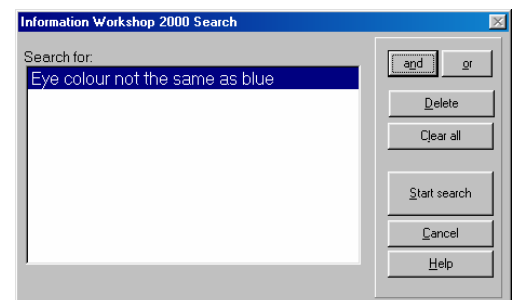 Information Workshop 2000 Search
Search for:
Eye colour not the same as blue
and or
Delete
Clear all
Start search
Cancel
Help